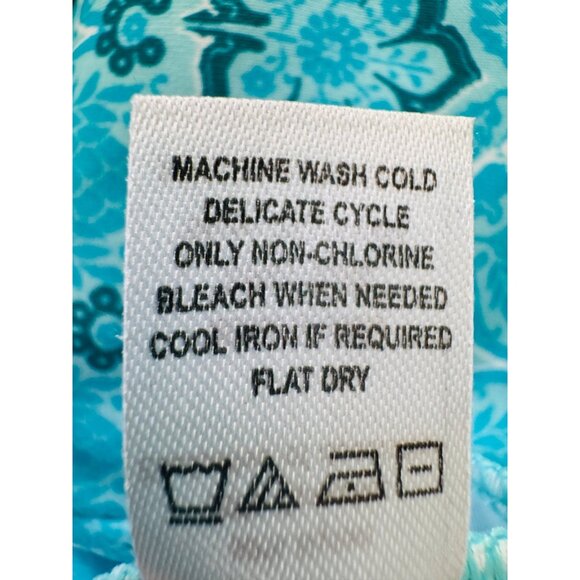 MACHINE WASH COLD
DELICATE CYCLE
ONLY NON-CHLORINE
BLEACH WHEN NEEDED
COOL IRON IF REQUIRED
FLAT DRY